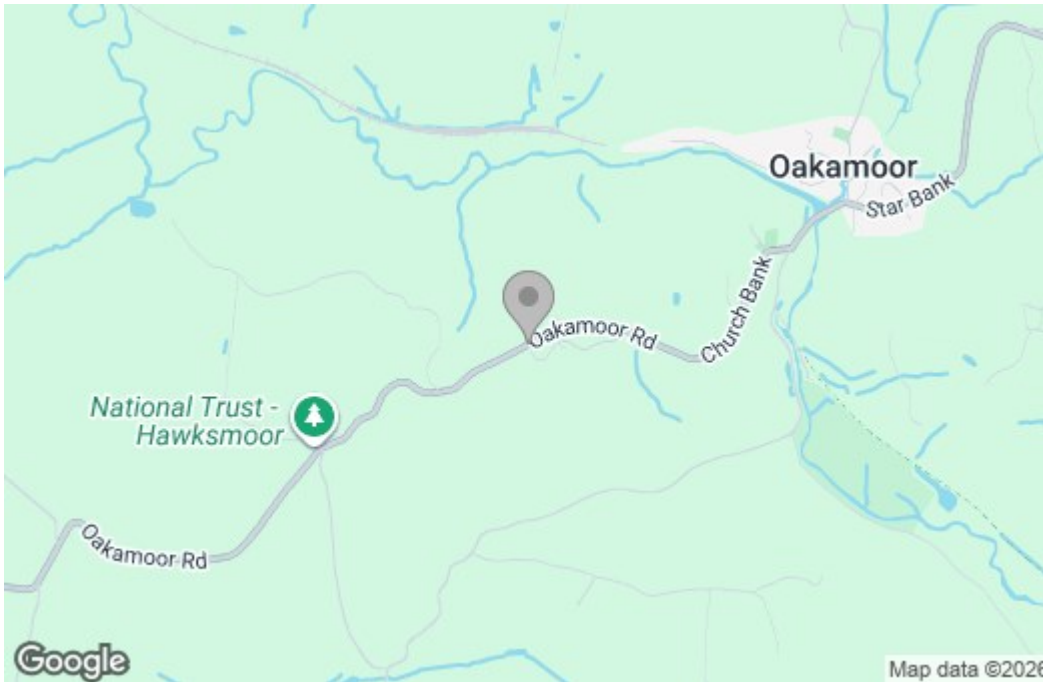 Oakamoor
Star Bank
Church Bank
Oakamoor Rd
National Trust -
Hawksmoor
Oakamoor Rd
Google
Map data ©2026